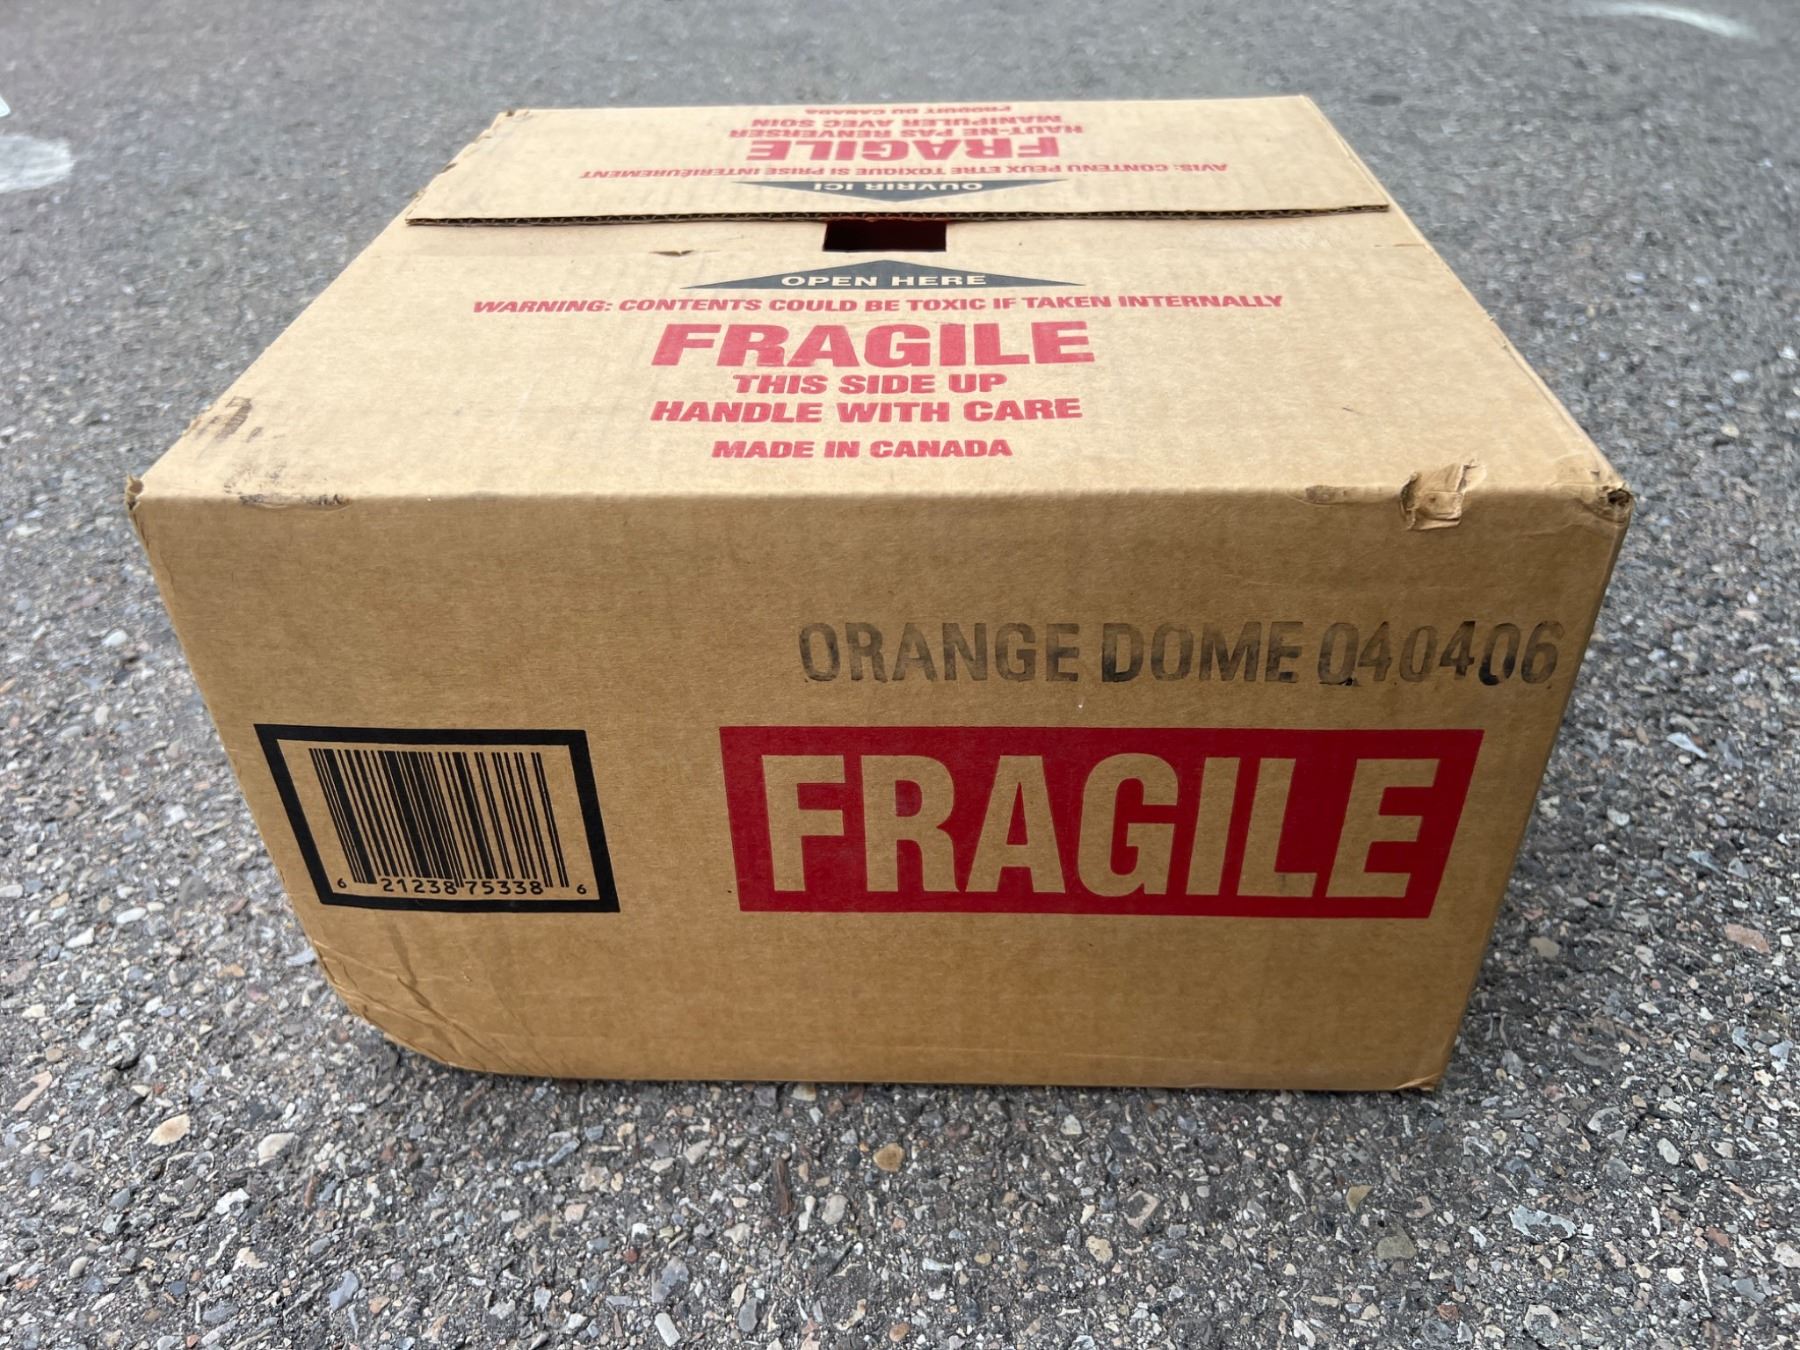 PRODUIT DU CANADA
MANIPULER AVEC SOIN
HAUT-NE PAS RENVERSER
FRAGILE
AVIS: CONTENU PEUX ETRE TOXIQUE SI PRISE INTERIEUREMENT
OUVRIR ICI
OPEN HERE
WARNING: CONTENTS COULD BE TOXIC IF TAKEN INTERNALLY
FRAGILE
THIS SIDE UP
HANDLE WITH CARE
MADE IN CANADA
ORANGE DOME 040406
FRAGILE
6 21238 75338 6